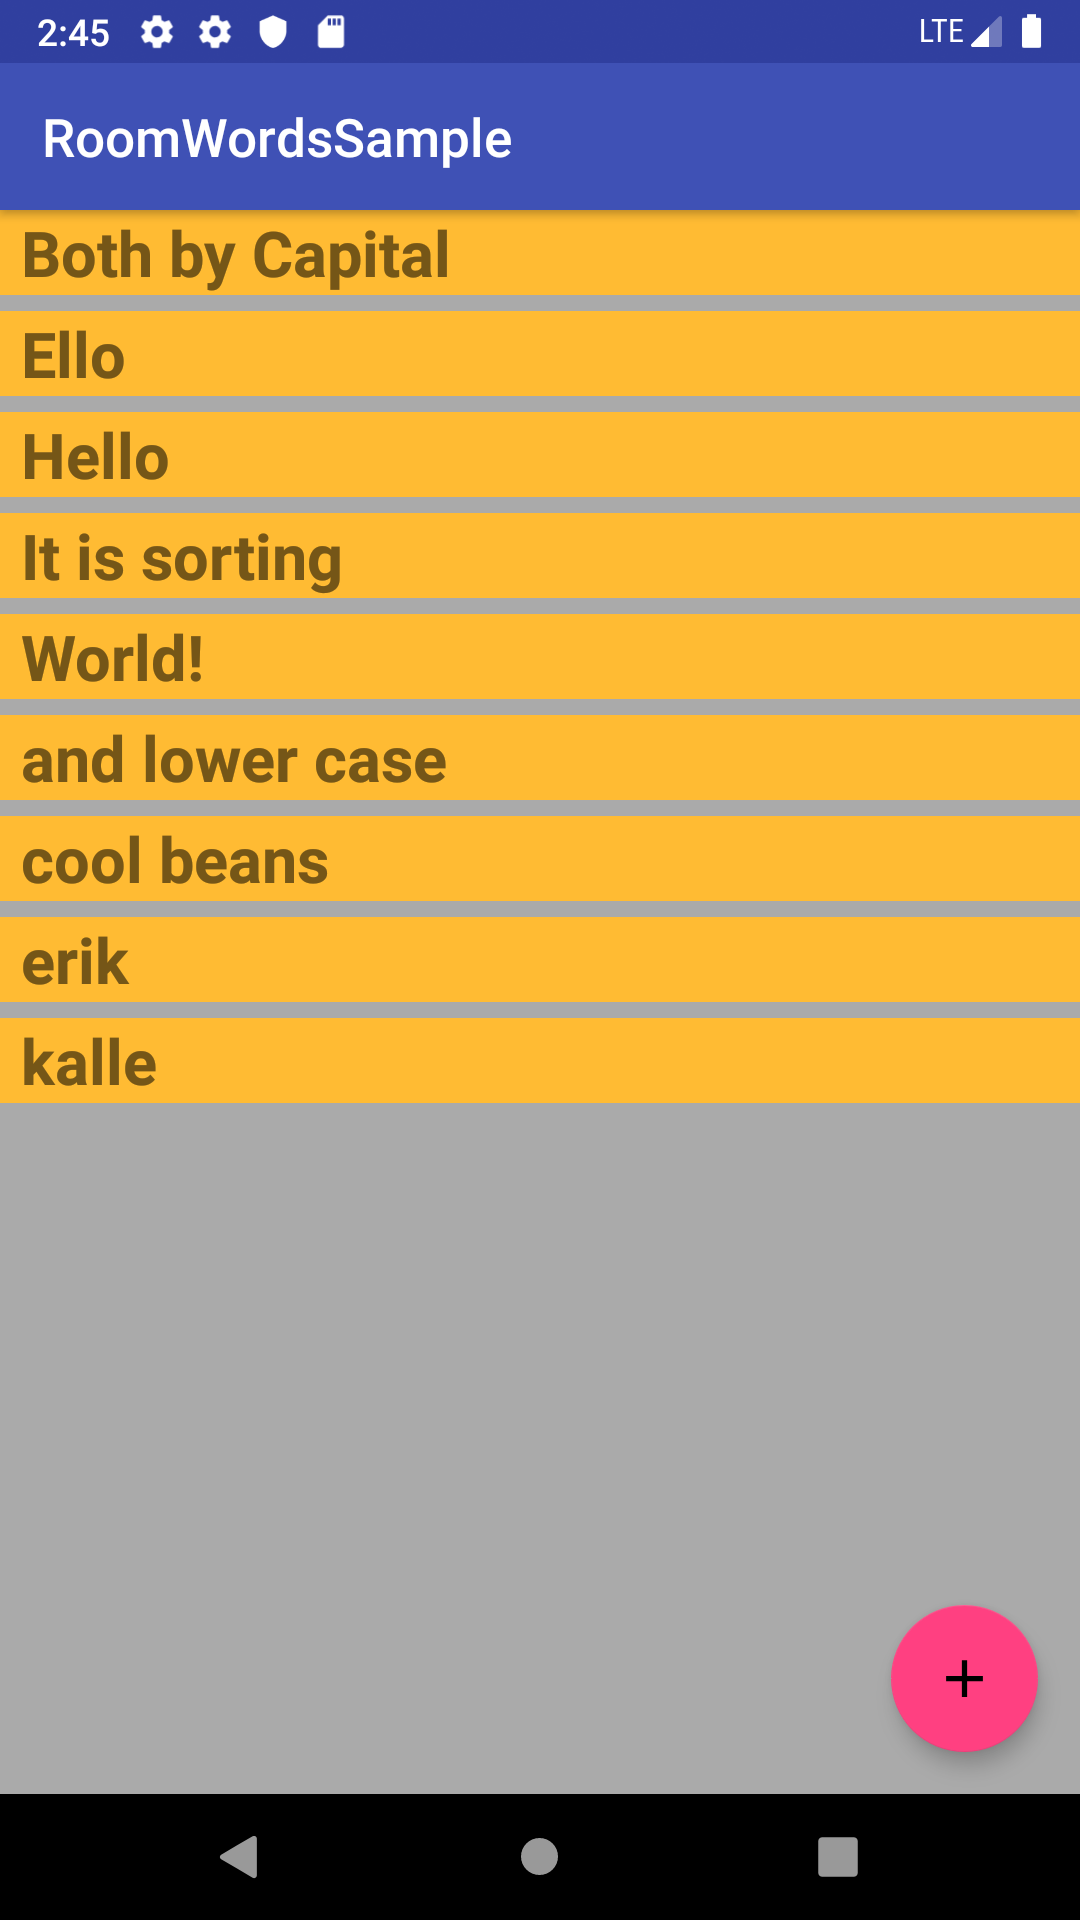 2:45 LTE
RoomWordsSample
Both by Capital
Ello
Hello
It is sorting
World!
and lower case
cool beans
erik
kalle